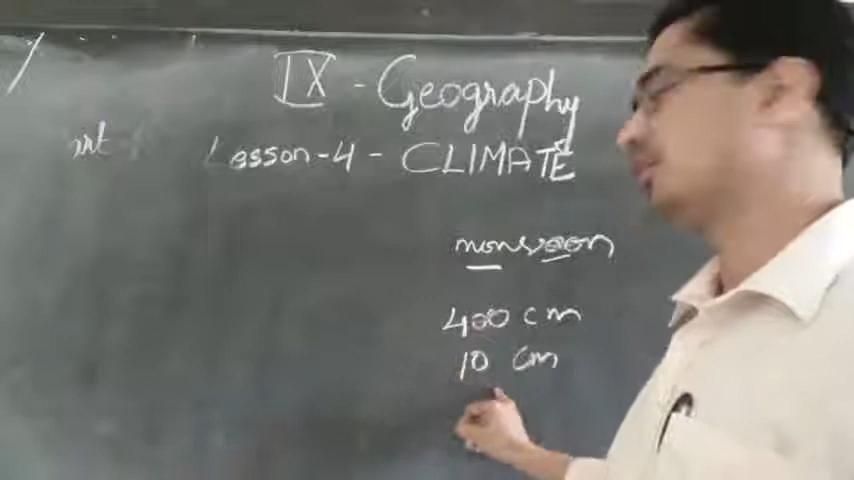 IX - Geography
Lesson-4 - CLIMATE
monsoon
400 cm
10 cm